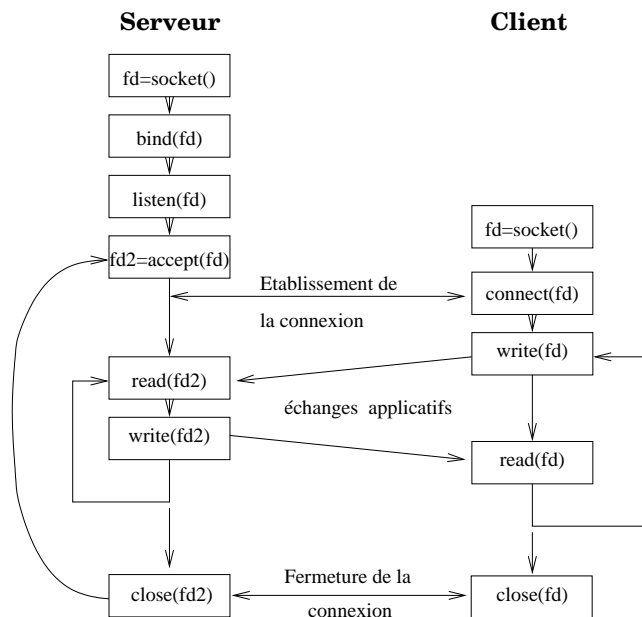 Serveur
Client
fd=socket()
bind(fd)
listen(fd)
fd2=accept(fd)
fd=socket()
Etablissement de
la connexion
connect(fd)
write(fd)
read(fd2)
échanges applicatifs
write(fd2)
read(fd)
close(fd2)
Fermeture de la
connexion
close(fd)